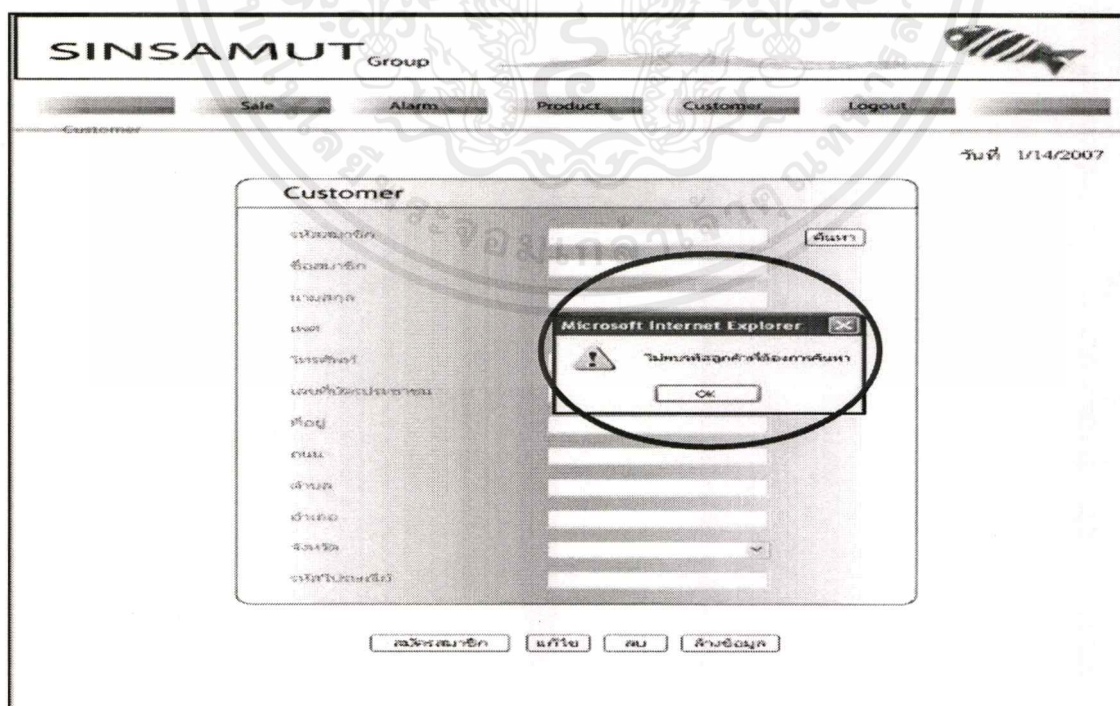 SINSAMUT Group
Sale Alarm Product Customer Logout
Customer
วันที่ 1/14/2007
Customer
รหัสสมาชิก ค้นหา
ชื่อสมาชิก
นามสกุล
เพศ
โทรศัพท์
เลขที่บัตรประชาชน
ที่อยู่
ถนน
ตำบล
อำเภอ
จังหวัด
รหัสไปรษณีย์
Microsoft Internet Explorer
ไม่พบรหัสลูกค้าที่ต้องการค้นหา
OK
สมัครสมาชิก แก้ไข ลบ ล้างข้อมูล